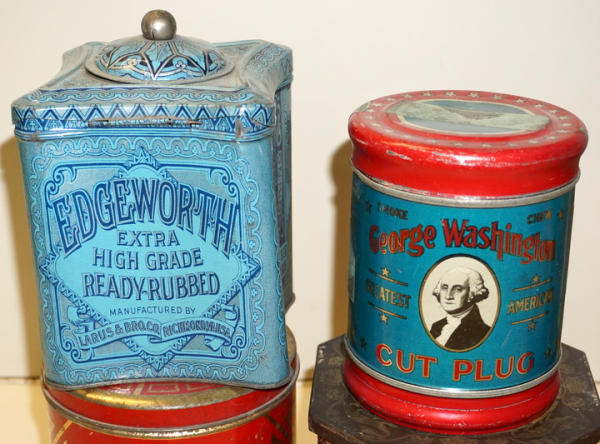 EDGEWORTH
EXTRA
HIGH GRADE
READY-RUBBED
MANUFACTURED BY
LARUS & BRO. CO. RICHMOND, VA. U.S.A.
SMOKE CHEW
George Washington
GREATEST AMERICAN
CUT PLUG